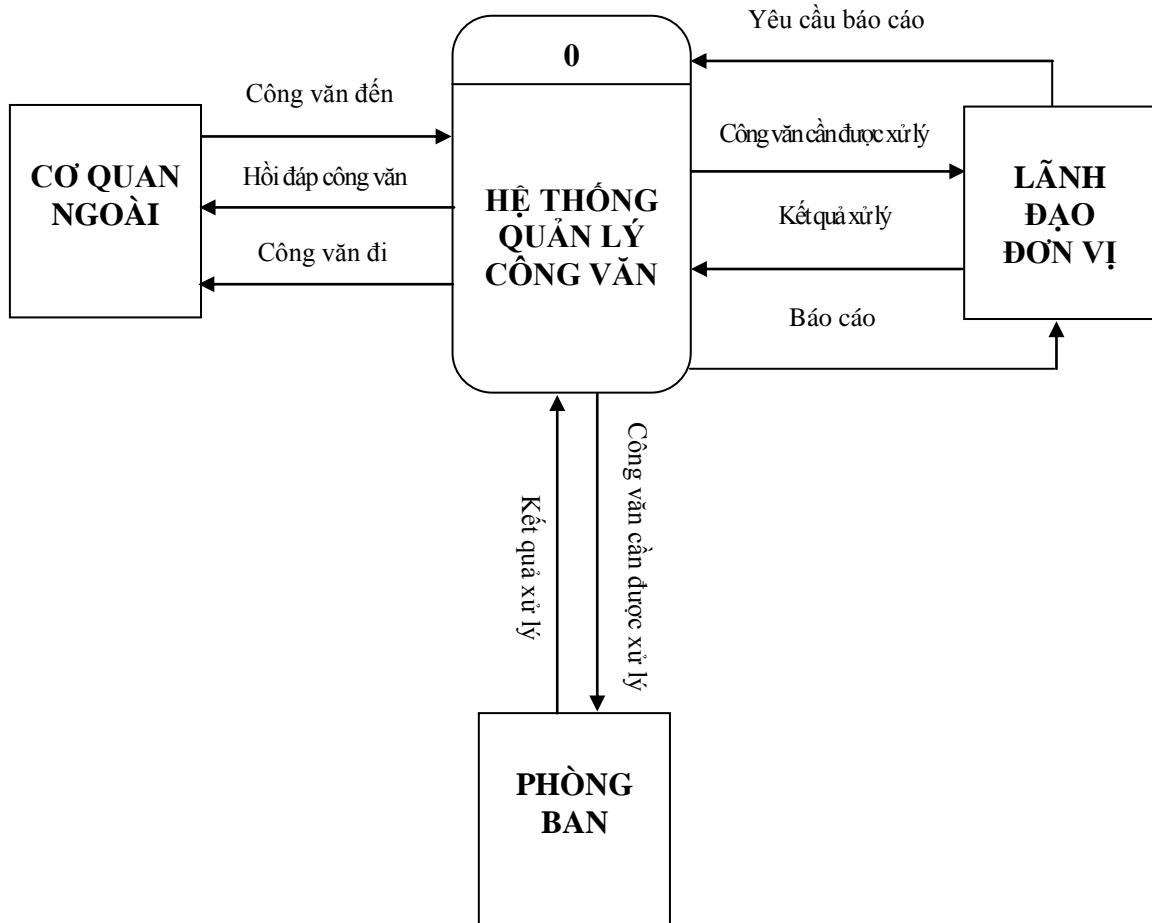 Yêu cầu báo cáo
0
Công văn đến
Công văn cần được xử lý
CƠ QUAN
NGOÀI
Hồi đáp công văn
HỆ THỐNG
QUẢN LÝ
CÔNG VĂN
LÃNH
ĐẠO
ĐƠN VỊ
Kết quả xử lý
Công văn đi
Báo cáo
Kết quả xử lý
Công văn cần được xử lý
PHÒNG
BAN